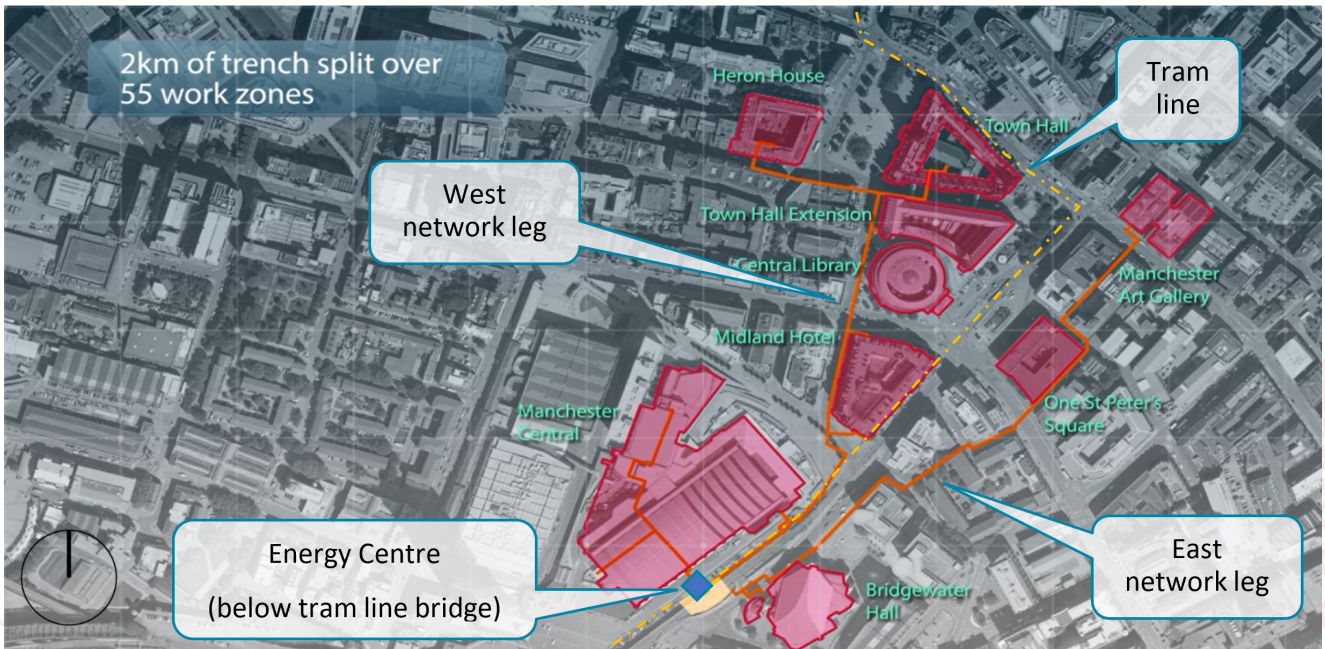 2km of trench split over
55 work zones
Heron House
Town Hall
Tram
line
West
network leg
Town Hall Extension
Central Library
Manchester
Art Gallery
Midland Hotel
Manchester
Central
One St Peter's
Square
Energy Centre
(below tram line bridge)
Bridgewater
Hall
East
network leg